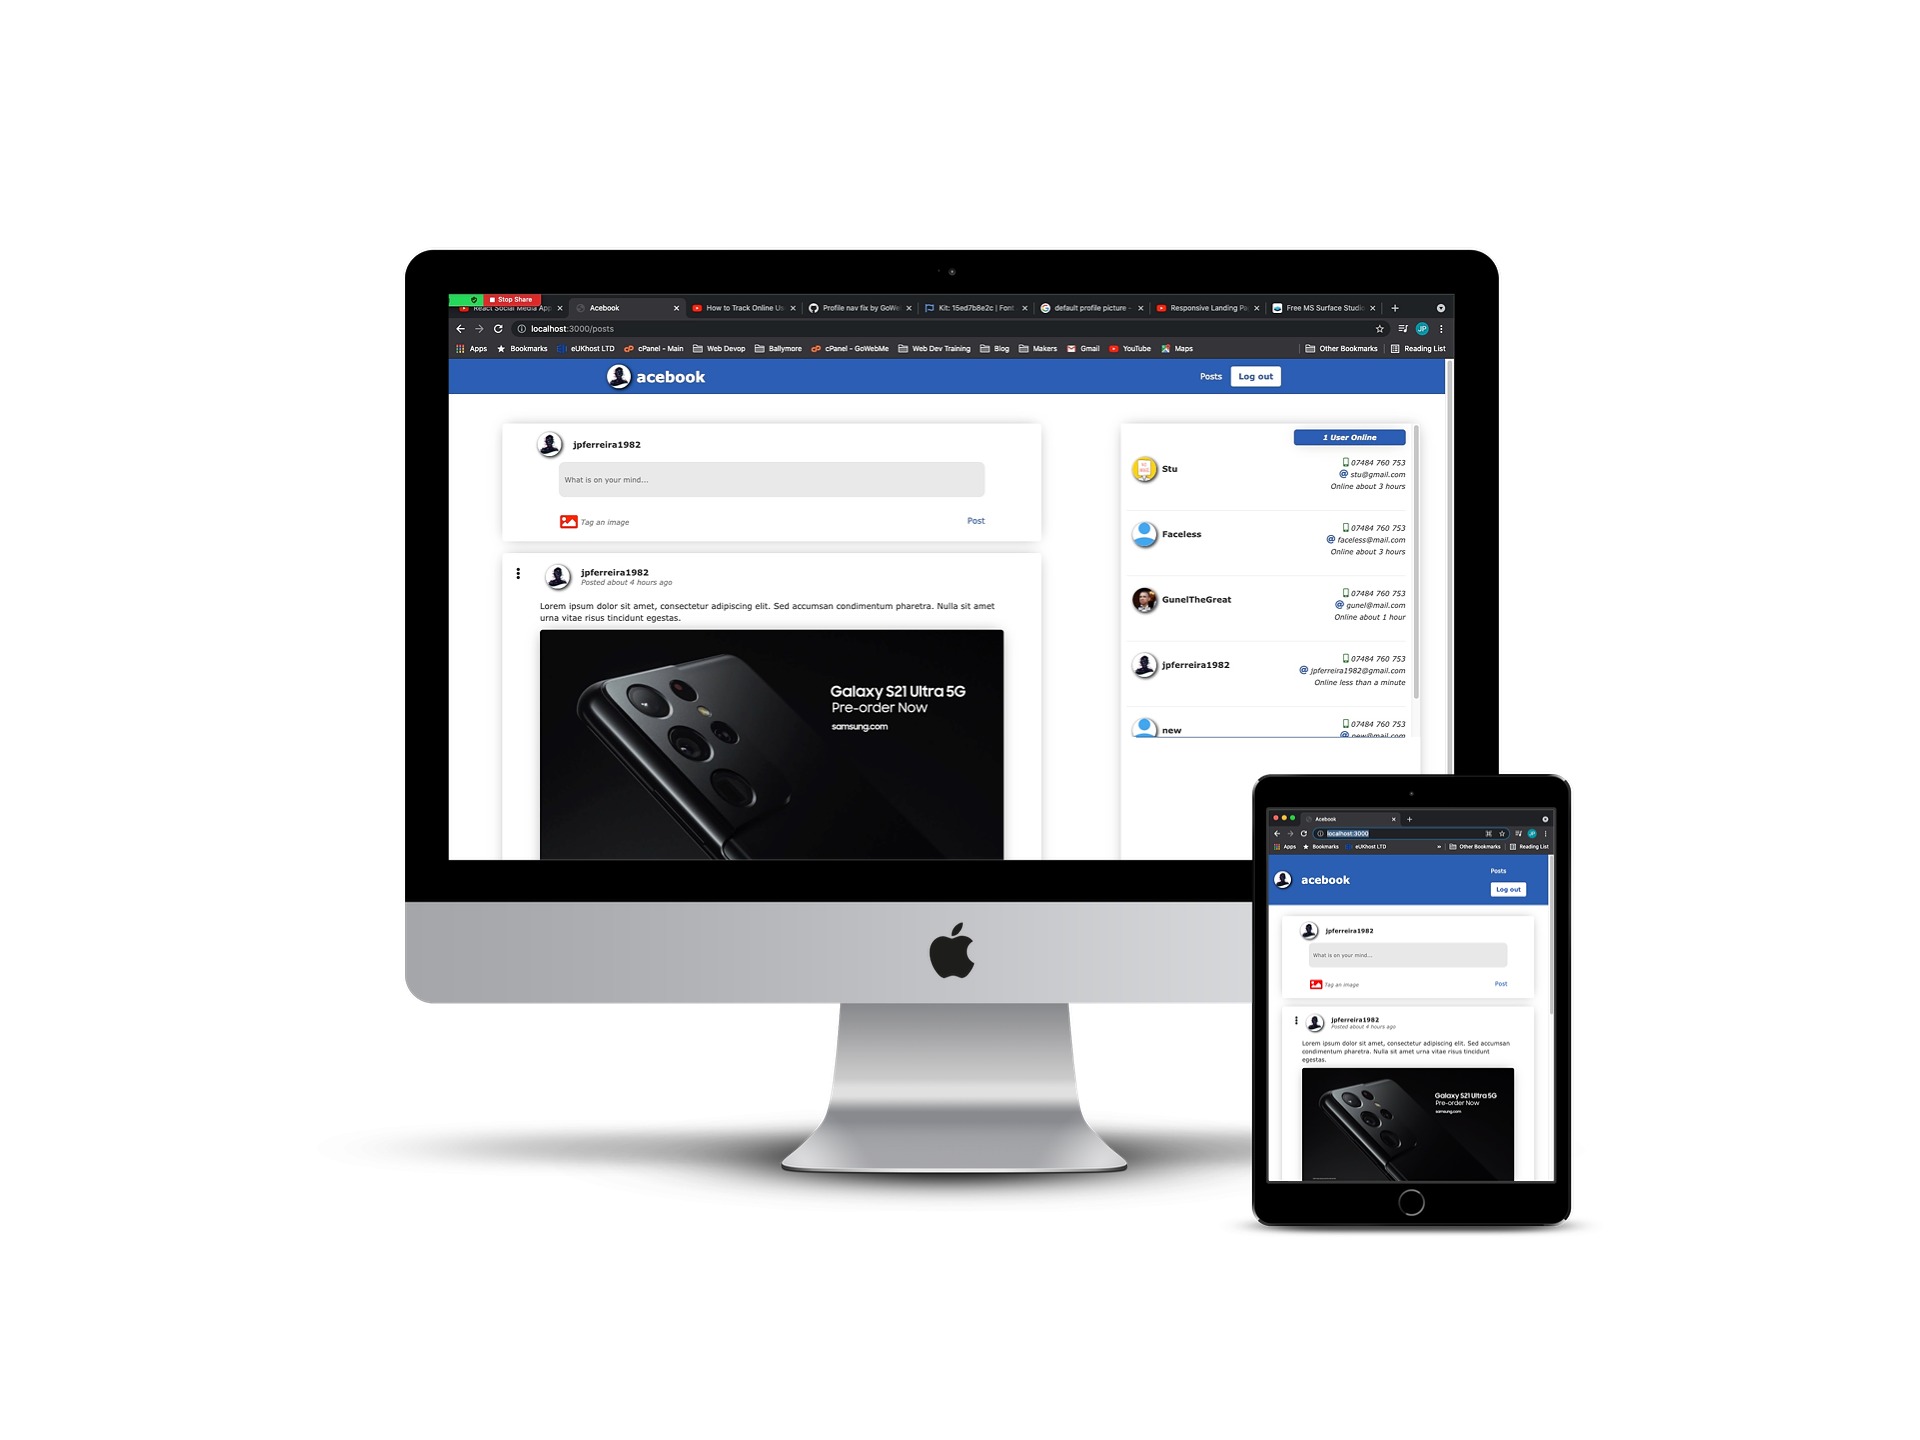 Stop Share
React Social Media App
Acebook
How to Track Online Us
Profile nav fix by GoWe
Kit: 15ed7b8e2c | Font
default profile picture -
Responsive Landing Pa
Free MS Surface Studio
localhost:3000/posts
JP
Apps
Bookmarks
eUKhost LTD
cPanel - Main
Web Devop
Ballymore
cPanel - GoWebMe
Web Dev Training
Blog
Makers
Gmail
YouTube
Maps
Other Bookmarks
Reading List
acebook
Posts
Log out
jpferreira1982
What is on your mind...
Tag an image
Post
jpferreira1982
Posted about 4 hours ago
Lorem ipsum dolor sit amet, consectetur adipiscing elit. Sed accumsan condimentum pharetra. Nulla sit amet
urna vitae risus tincidunt egestas.
Galaxy S21 Ultra 5G
Pre-order Now
samsung.com
1 User Online
Stu
07484 760 753
@ stu@gmail.com
Online about 3 hours
Faceless
07484 760 753
@ faceless@mail.com
Online about 3 hours
GunelTheGreat
07484 760 753
@ gunel@mail.com
Online about 1 hour
jpferreira1982
07484 760 753
@ jpferreira1982@gmail.com
Online less than a minute
new
07484 760 753
@ new@mail.com
Acebook
localhost:3000
JP
Apps
Bookmarks
eUKhost LTD
»
Other Bookmarks
Reading List
acebook
Posts
Log out
jpferreira1982
What is on your mind...
Tag an image
Post
jpferreira1982
Posted about 4 hours ago
Lorem ipsum dolor sit amet, consectetur adipiscing elit. Sed accumsan
condimentum pharetra. Nulla sit amet urna vitae risus tincidunt
egestas.
Galaxy S21 Ultra 5G
Pre-order Now
samsung.com